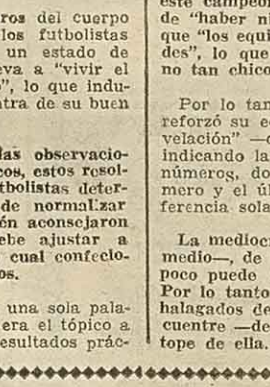 ros del cuerpo
los futbolistas
un estado de
eva a "vivir el
", lo que indu-
ntra de su buen
las observacio-
cos, estos resol-
tbolistas deter-
de normalizar
én aconsejaron
ebe ajustar a
cual confeclo-
os.
una sola pala-
era el tópico a
esultados prác-
este campeo
de "haber ni
que "los equi
des", lo que
no tan chico
Por lo tan
reforzó su e
velación" —
indicando la
números, do
mero y el úl
ferencia sola
La medioc
medio—, de
poco puede
Por lo tanto
halagados de
cuentre —de
tope de ella.